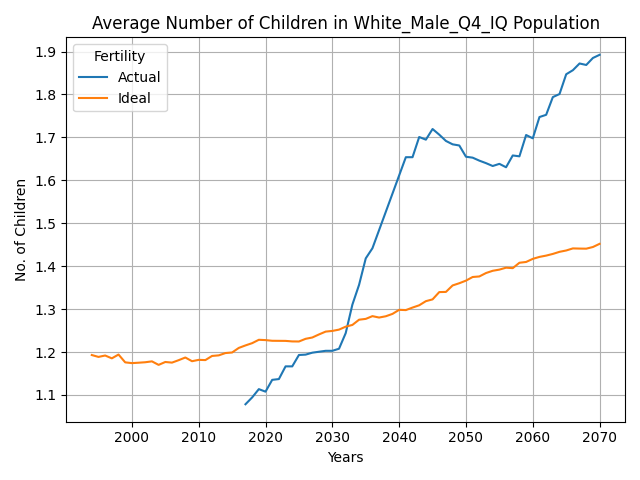 Average Number of Children in White_Male_Q4_IQ Population
Fertility
Actual
Ideal
No. of Children
1.9
1.8
1.7
1.6
1.5
1.4
1.3
1.2
1.1
2000 2010 2020 2030 2040 2050 2060 2070
Years